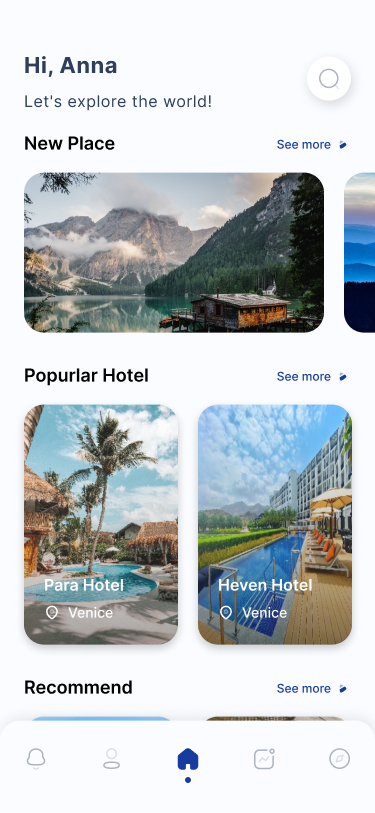 Hi, Anna
Let's explore the world!
New Place
See more
Popurlar Hotel
See more
Para Hotel
Venice
Heven Hotel
Venice
Recommend
See more